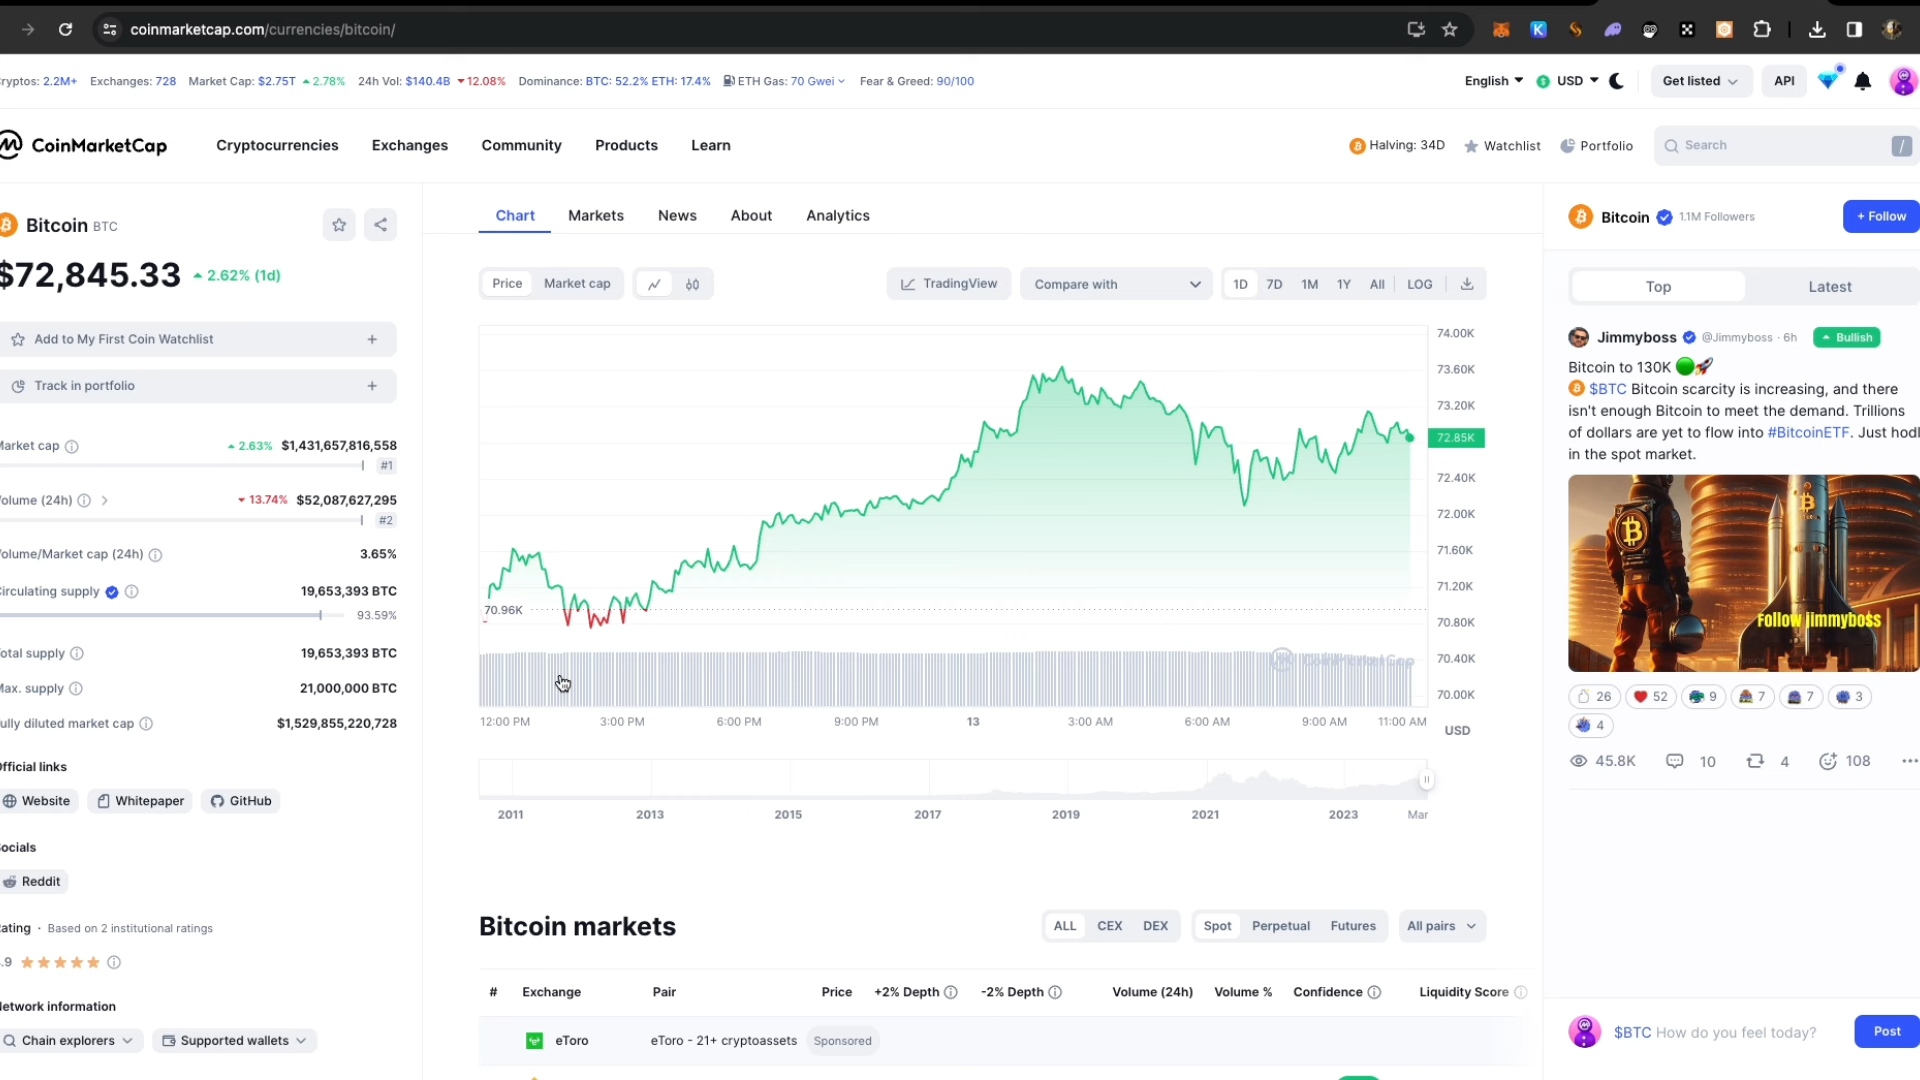 coinmarketcap.com/currencies/bitcoin/
ryptos: 2.2M+ Exchanges: 728 Market Cap: $2.75T 2.78% 24h Vol: $140.4B 12.08% Dominance: BTC: 52.2% ETH: 17.4% ETH Gas: 70 Gwei Fear & Greed: 90/100
English USD Get listed API
CoinMarketCap Cryptocurrencies Exchanges Community Products Learn
Halving: 34D Watchlist Portfolio Search /
Bitcoin BTC
$72,845.33 2.62% (1d)
Add to My First Coin Watchlist +
Track in portfolio +
Market cap 2.63% $1,431,657,816,558
#1
olume (24h) 13.74% $52,087,627,295
#2
olume/Market cap (24h) 3.65%
Circulating supply 19,653,393 BTC
93.59%
otal supply 19,653,393 BTC
Max. supply 21,000,000 BTC
ully diluted market cap $1,529,855,220,728
Official links
Website Whitepaper GitHub
ocials
Reddit
ating · Based on 2 institutional ratings
.9
etwork information
Chain explorers Supported wallets
Chart Markets News About Analytics
Price Market cap TradingView Compare with 1D 7D 1M 1Y All LOG
74.00K
73.60K
73.20K
72.85K
72.40K
72.00K
71.60K
71.20K
70.96K
70.80K
70.40K
70.00K
CoinMarketCap
12:00 PM 3:00 PM 6:00 PM 9:00 PM 13 3:00 AM 6:00 AM 9:00 AM 11:00 AM
USD
2011 2013 2015 2017 2019 2021 2023 Mar
Bitcoin markets ALL CEX DEX Spot Perpetual Futures All pairs
# Exchange Pair Price +2% Depth -2% Depth Volume (24h) Volume % Confidence Liquidity Score
eToro eToro - 21+ cryptoassets Sponsored
Bitcoin 1.1M Followers + Follow
Top Latest
Jimmyboss @Jimmyboss · 6h Bullish
Bitcoin to 130K
$BTC Bitcoin scarcity is increasing, and there
isn't enough Bitcoin to meet the demand. Trillions
of dollars are yet to flow into #BitcoinETF. Just hodl
in the spot market.
Follow jimmyboss
26 52 9 7 7 3
4
45.8K 10 4 108
$BTC How do you feel today? Post